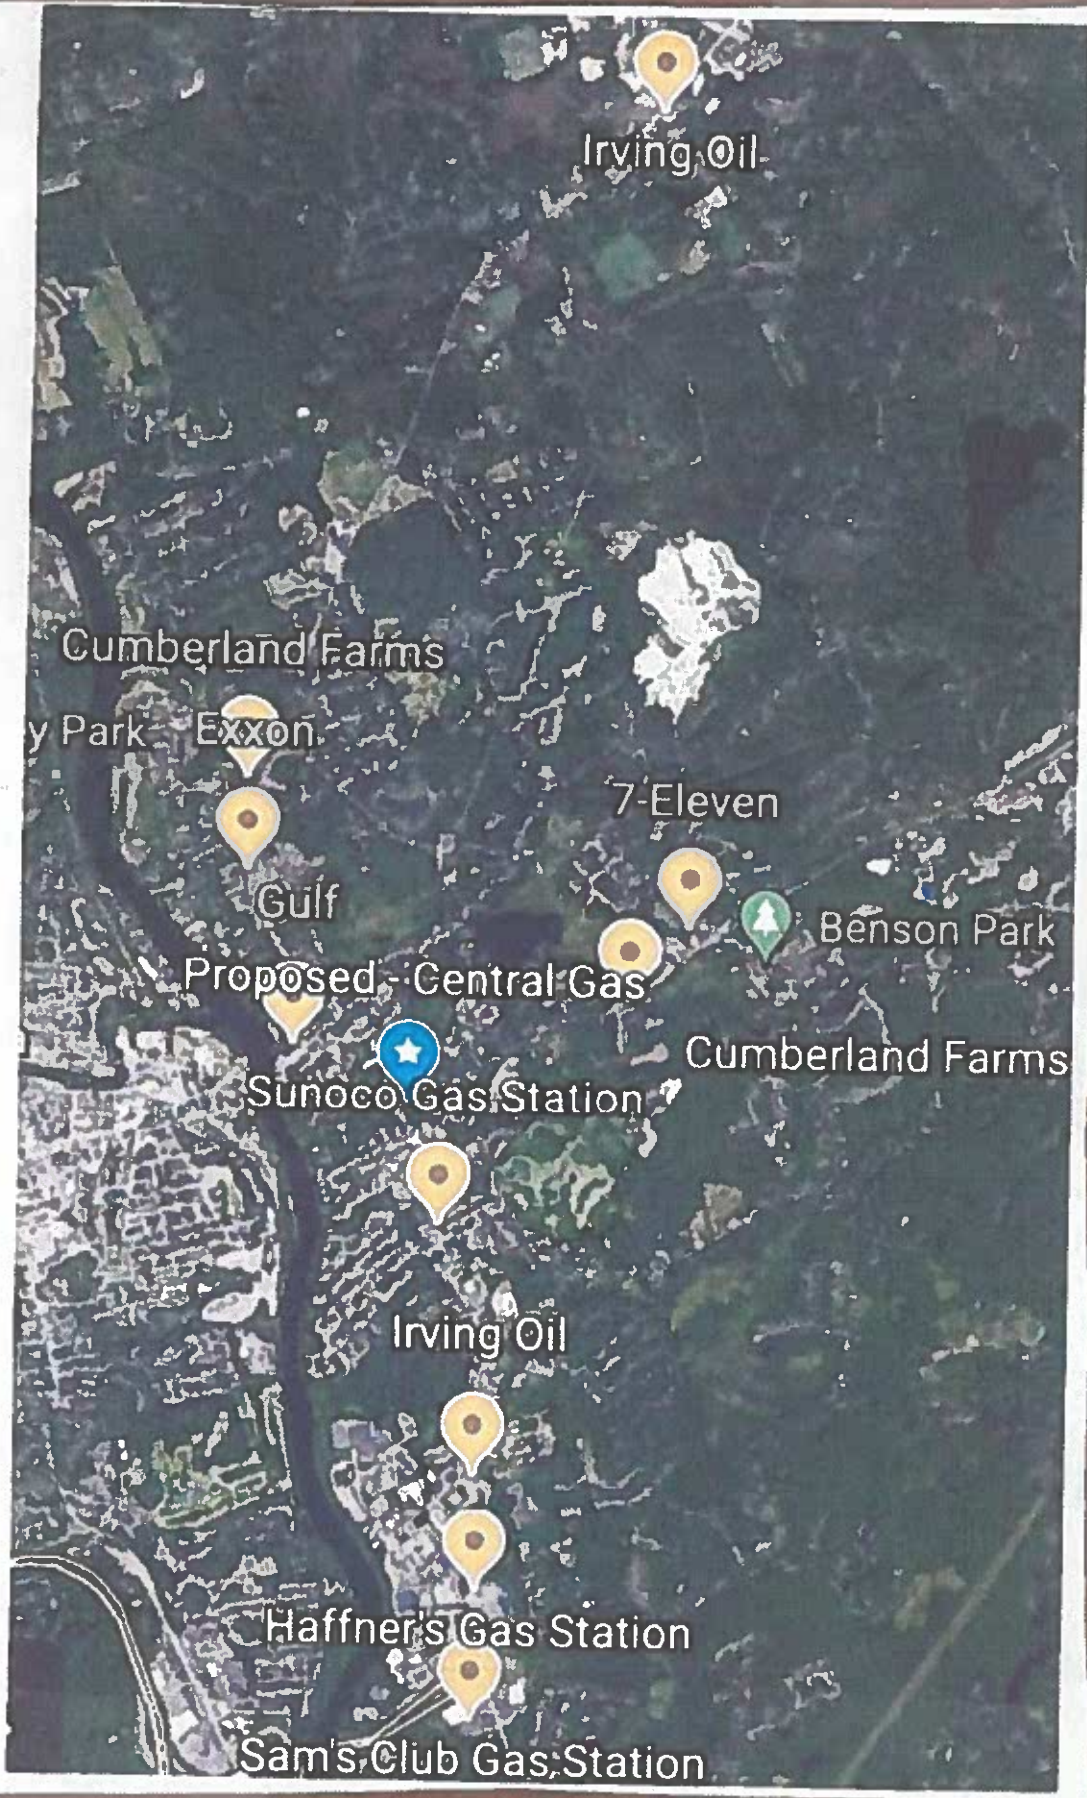 Irving Oil
Cumberland Farms
y Park
Exxon
7-Eleven
Gulf
Benson Park
Proposed - Central Gas
Cumberland Farms
Sunoco Gas Station
Irving Oil
Haffner's Gas Station
Sam's Club Gas Station